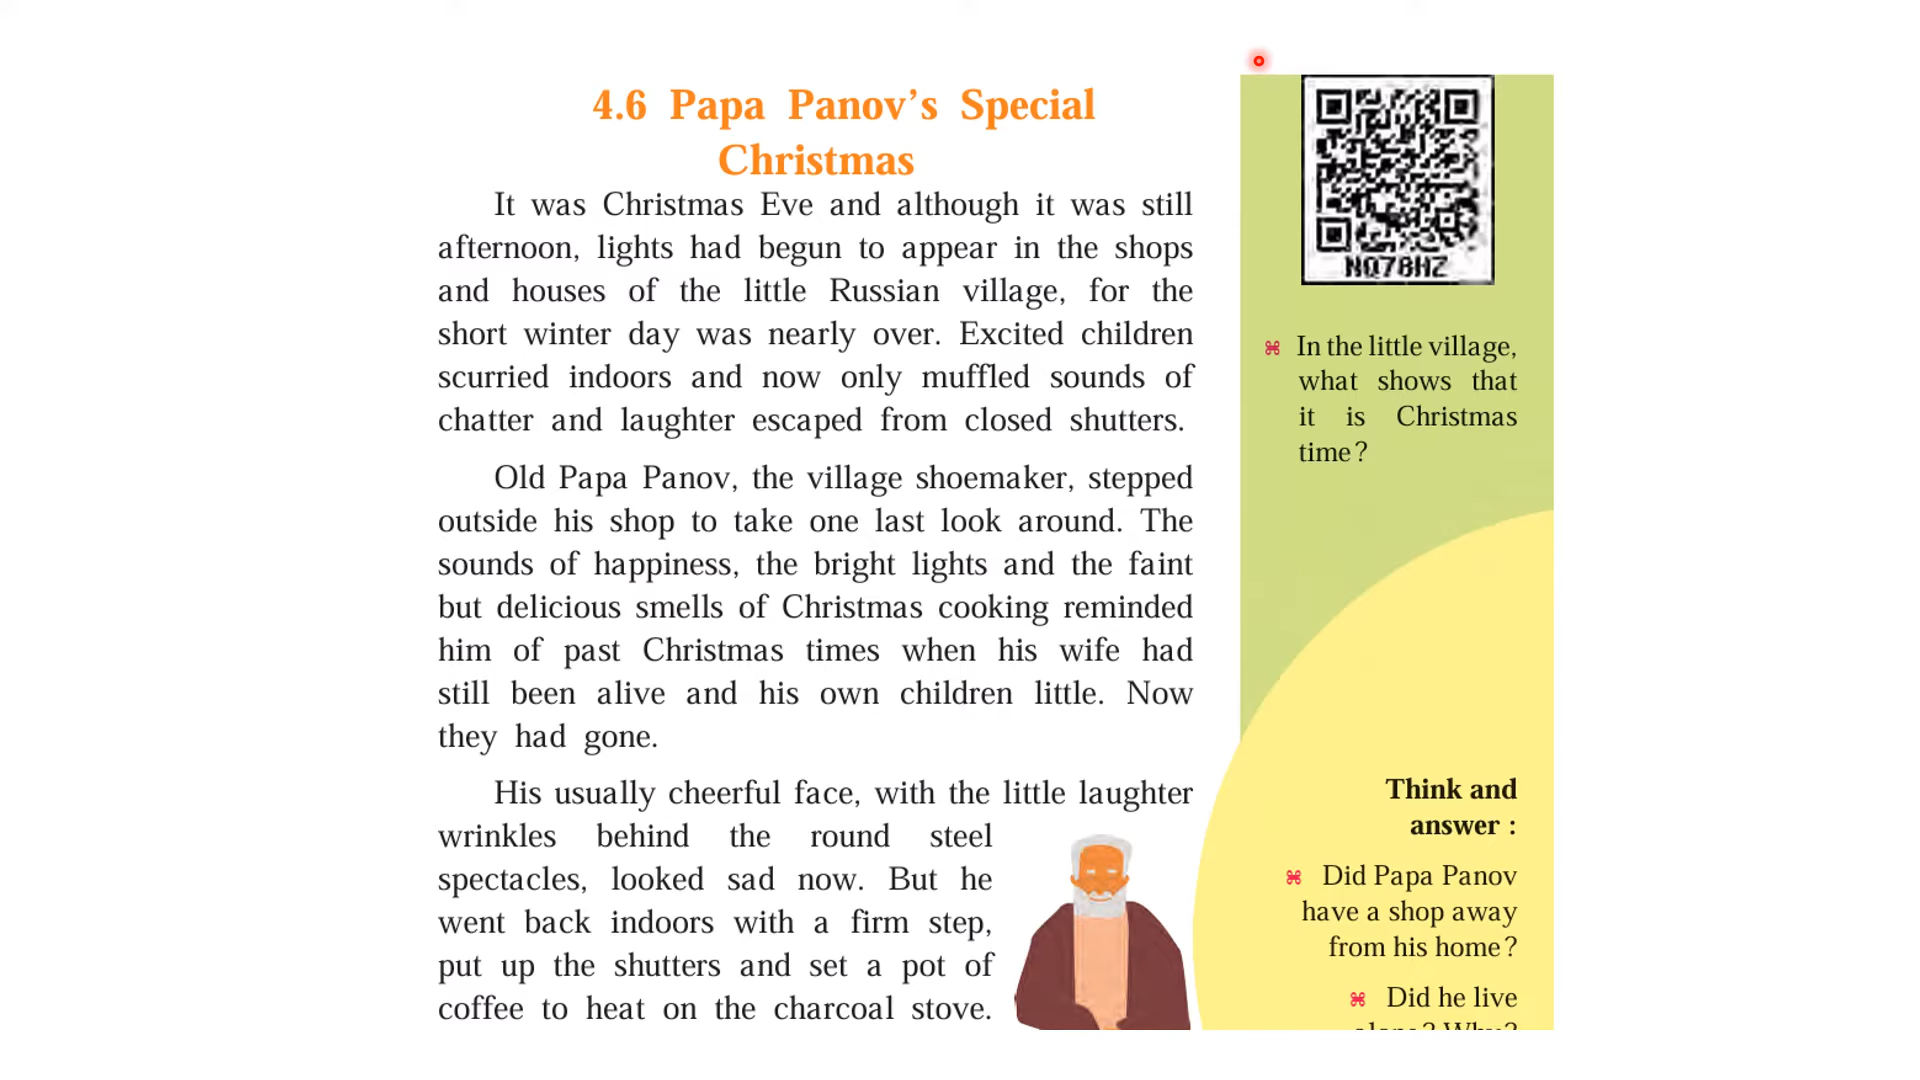 4.6 Papa Panov’s Special
Christmas
It was Christmas Eve and although it was still
afternoon, lights had begun to appear in the shops
and houses of the little Russian village, for the
short winter day was nearly over. Excited children
scurried indoors and now only muffled sounds of
chatter and laughter escaped from closed shutters.
Old Papa Panov, the village shoemaker, stepped
outside his shop to take one last look around. The
sounds of happiness, the bright lights and the faint
but delicious smells of Christmas cooking reminded
him of past Christmas times when his wife had
still been alive and his own children little. Now
they had gone.
His usually cheerful face, with the little laughter
wrinkles behind the round steel
spectacles, looked sad now. But he
went back indoors with a firm step,
put up the shutters and set a pot of
coffee to heat on the charcoal stove.
NQ78HZ
In the little village,
what shows that
it is Christmas
time?
Think and
answer :
Did Papa Panov
have a shop away
from his home?
Did he live
alone? Why?